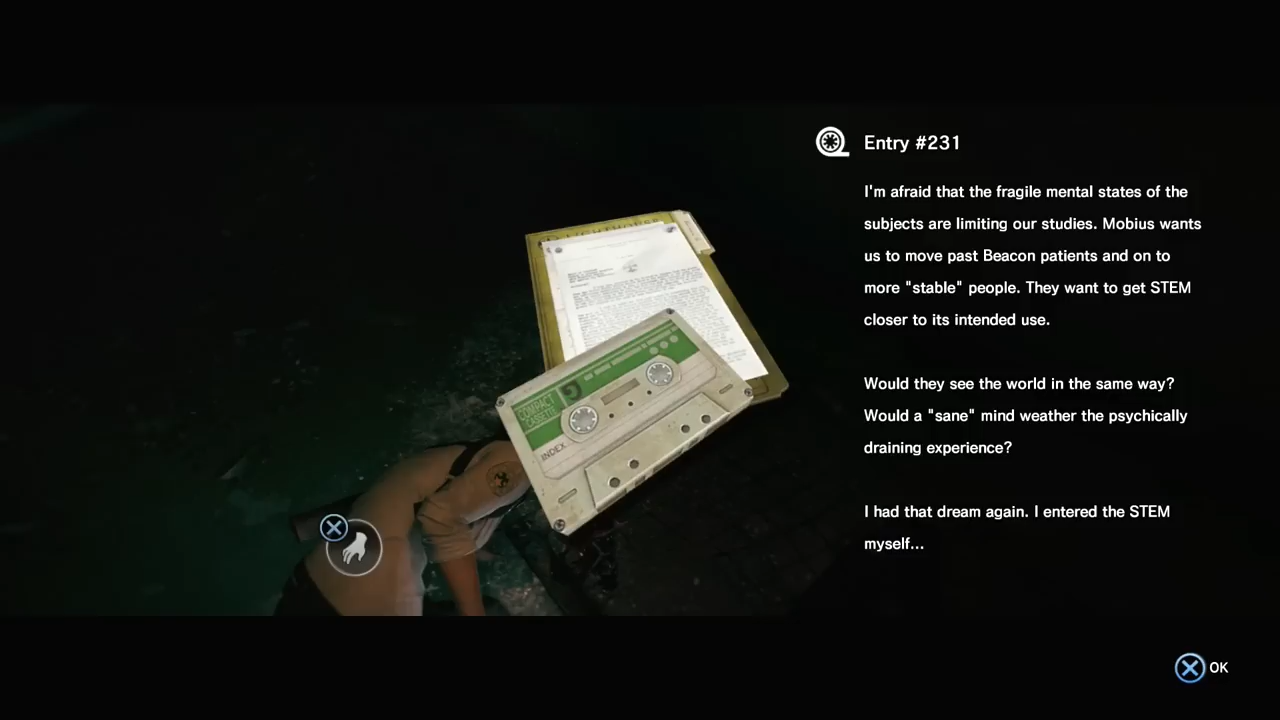 Entry #231
I'm afraid that the fragile mental states of the
subjects are limiting our studies. Mobius wants
us to move past Beacon patients and on to
more "stable" people. They want to get STEM
closer to its intended use.
Would they see the world in the same way?
Would a "sane" mind weather the psychically
draining experience?
I had that dream again. I entered the STEM
myself...
COMPACT
CASSETTE
INDEX
OK